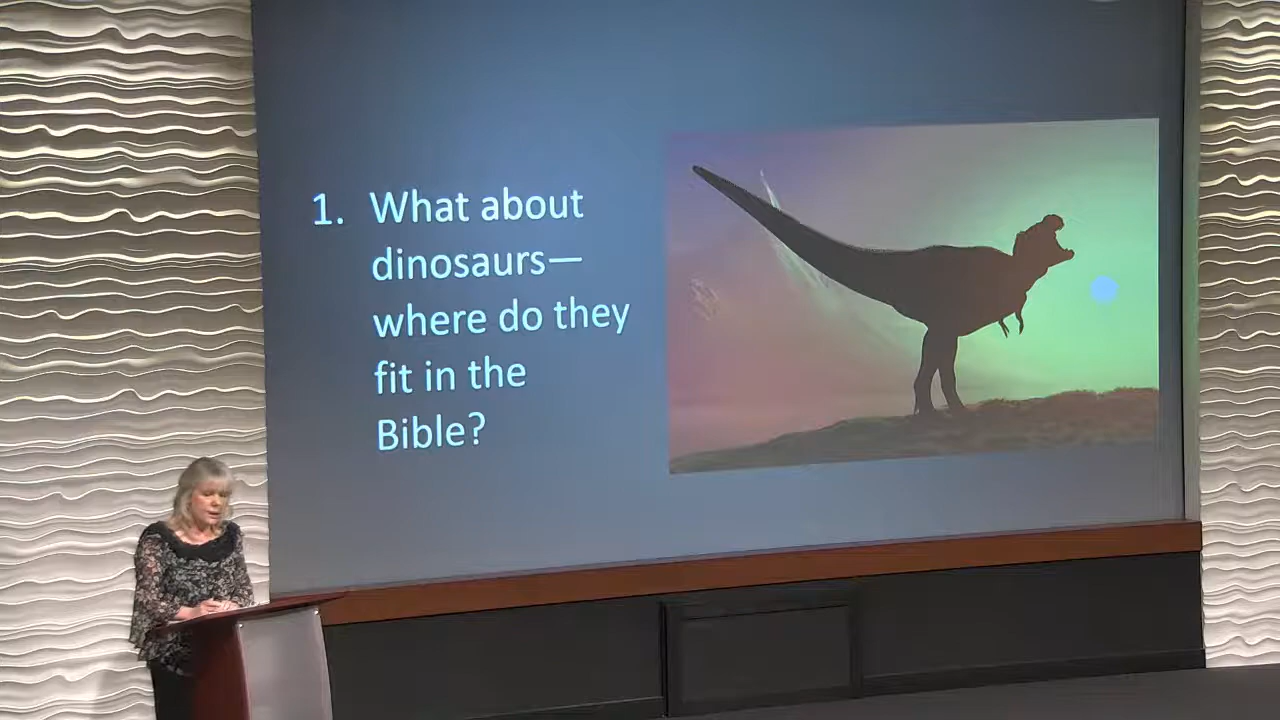 1. What about
dinosaurs—
where do they
fit in the
Bible?